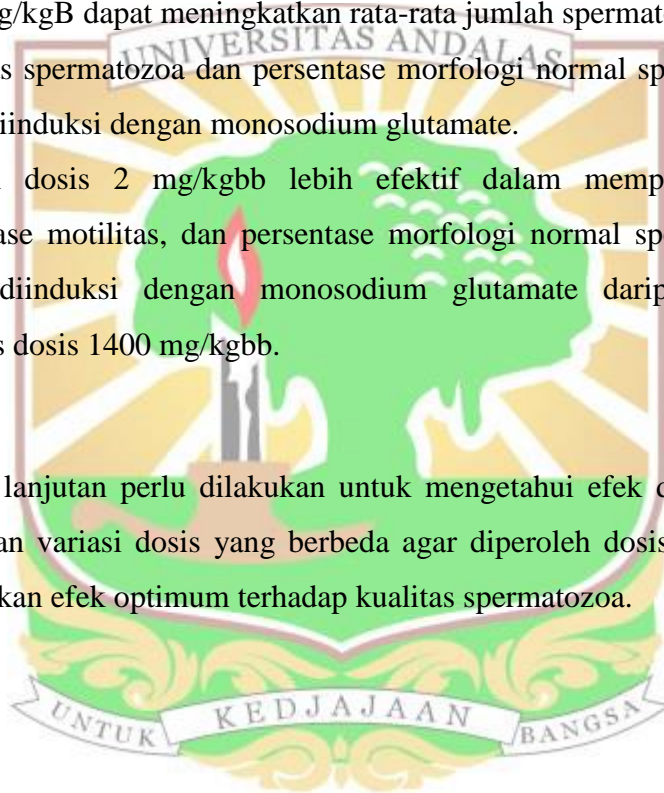 g/kgB dapat meningkatkan rata-rata jumlah spermat
UNIVERSITAS ANDALAS
s spermatozoa dan persentase morfologi normal sp
iinduksi dengan monosodium glutamate.
dosis 2 mg/kgbb lebih efektif dalam memp
ase motilitas, dan persentase morfologi normal spe
diinduksi dengan monosodium glutamate darip
s dosis 1400 mg/kgbb.
lanjutan perlu dilakukan untuk mengetahui efek
an variasi dosis yang berbeda agar diperoleh dosis
kan efek optimum terhadap kualitas spermatozoa.
UNTUK KEDJAJAAN BANGSA